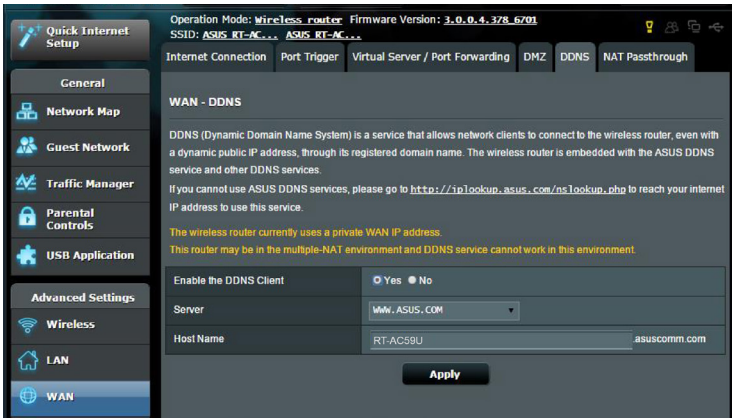 Quick Internet
Setup
Operation Mode: Wireless router Firmware Version: 3.0.0.4.378_6701
SSID: ASUS RT-AC... ASUS RT-AC...
Internet Connection Port Trigger Virtual Server / Port Forwarding DMZ DDNS NAT Passthrough
General
Network Map
Guest Network
Traffic Manager
Parental
Controls
USB Application
Advanced Settings
Wireless
LAN
WAN
WAN - DDNS
DDNS (Dynamic Domain Name System) is a service that allows network clients to connect to the wireless router, even with
a dynamic public IP address, through its registered domain name. The wireless router is embedded with the ASUS DDNS
service and other DDNS services.
If you cannot use ASUS DDNS services, please go to http://iplookup.asus.com/nslookup.php to reach your internet
IP address to use this service.
The wireless router currently uses a private WAN IP address.
This router may be in the multiple-NAT environment and DDNS service cannot work in this environment.
Enable the DDNS Client Yes No
Server WWW.ASUS.COM
Host Name RT-AC59U .asuscomm.com
Apply